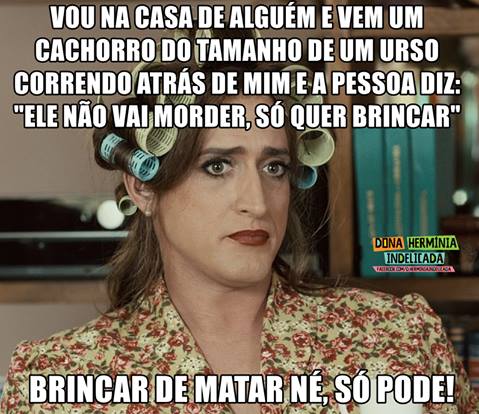 VOU NA CASA DE ALGUÉM E VEM UM
CACHORRO DO TAMANHO DE UM URSO
CORRENDO ATRÁS DE MIM E A PESSOA DIZ:
"ELE NÃO VAI MORDER, SÓ QUER BRINCAR"
DONA HERMÍNIA
INDELICADA
BRINCAR DE MATAR NÉ, SÓ PODE!